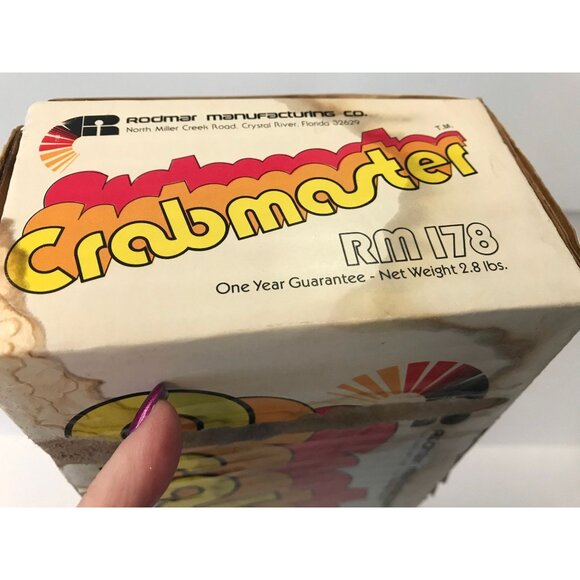 Rodmar manufacturing co.
North Miller Creek Road, Crystal River, Florida 32629
T.M.
Crabmaster
RM 178
One Year Guarantee - Net Weight 2.8 lbs.